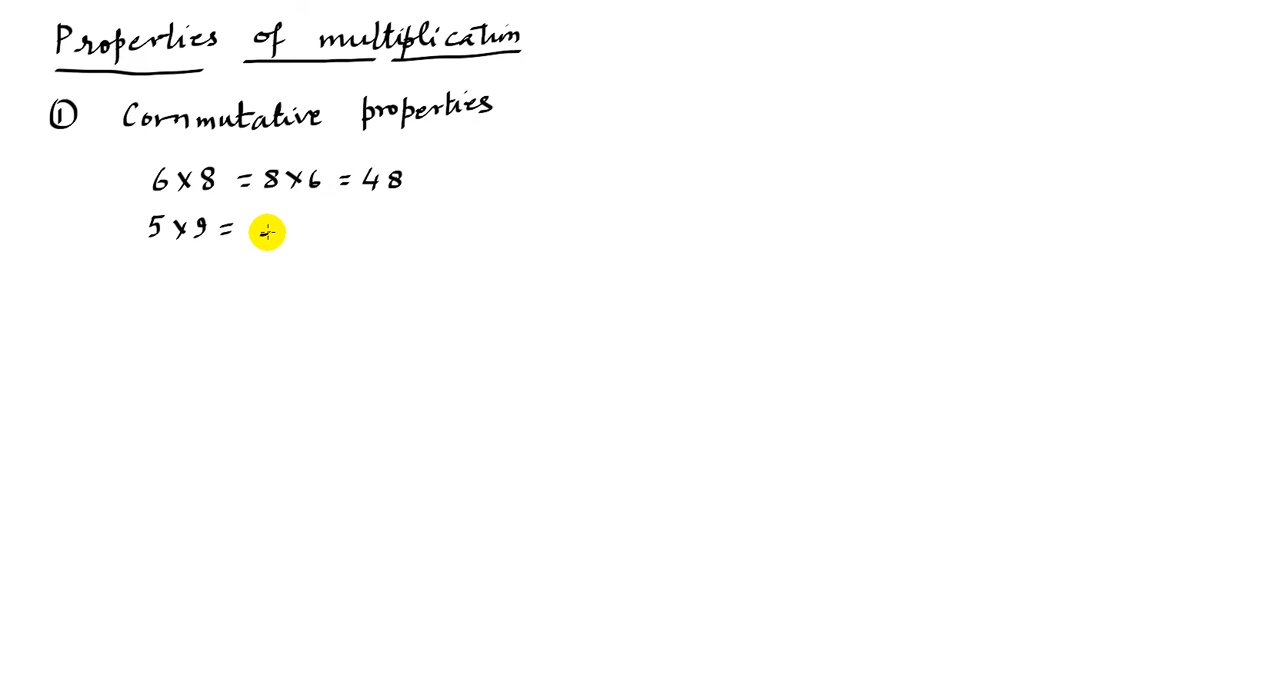 Properties of multiplication
① Commutative properties
6 × 8 = 8 × 6 = 48
5 × 9 =